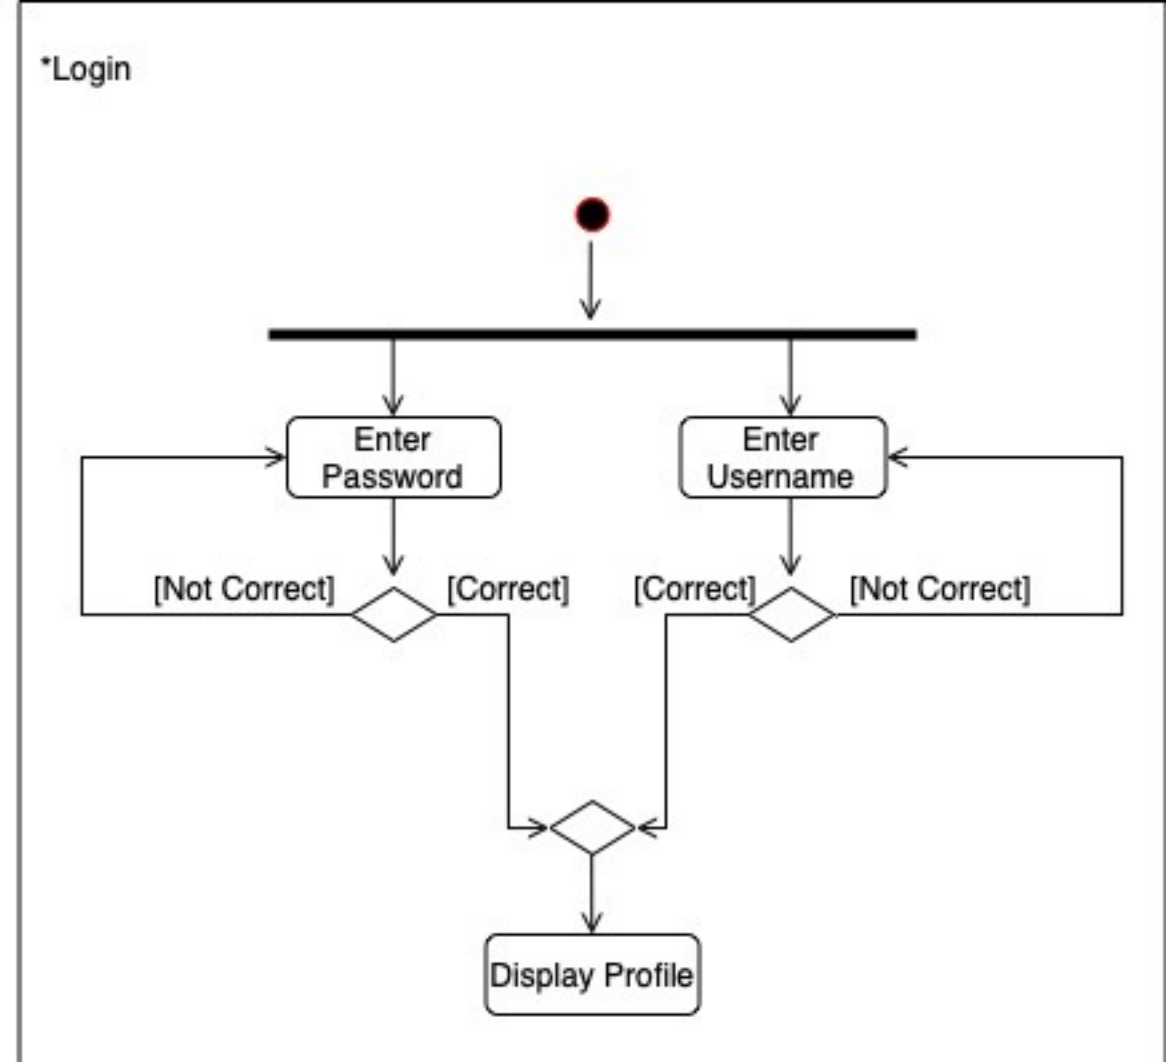 *Login
Enter
Password
Enter
Username
[Not Correct]
[Correct]
[Correct]
[Not Correct]
Display Profile